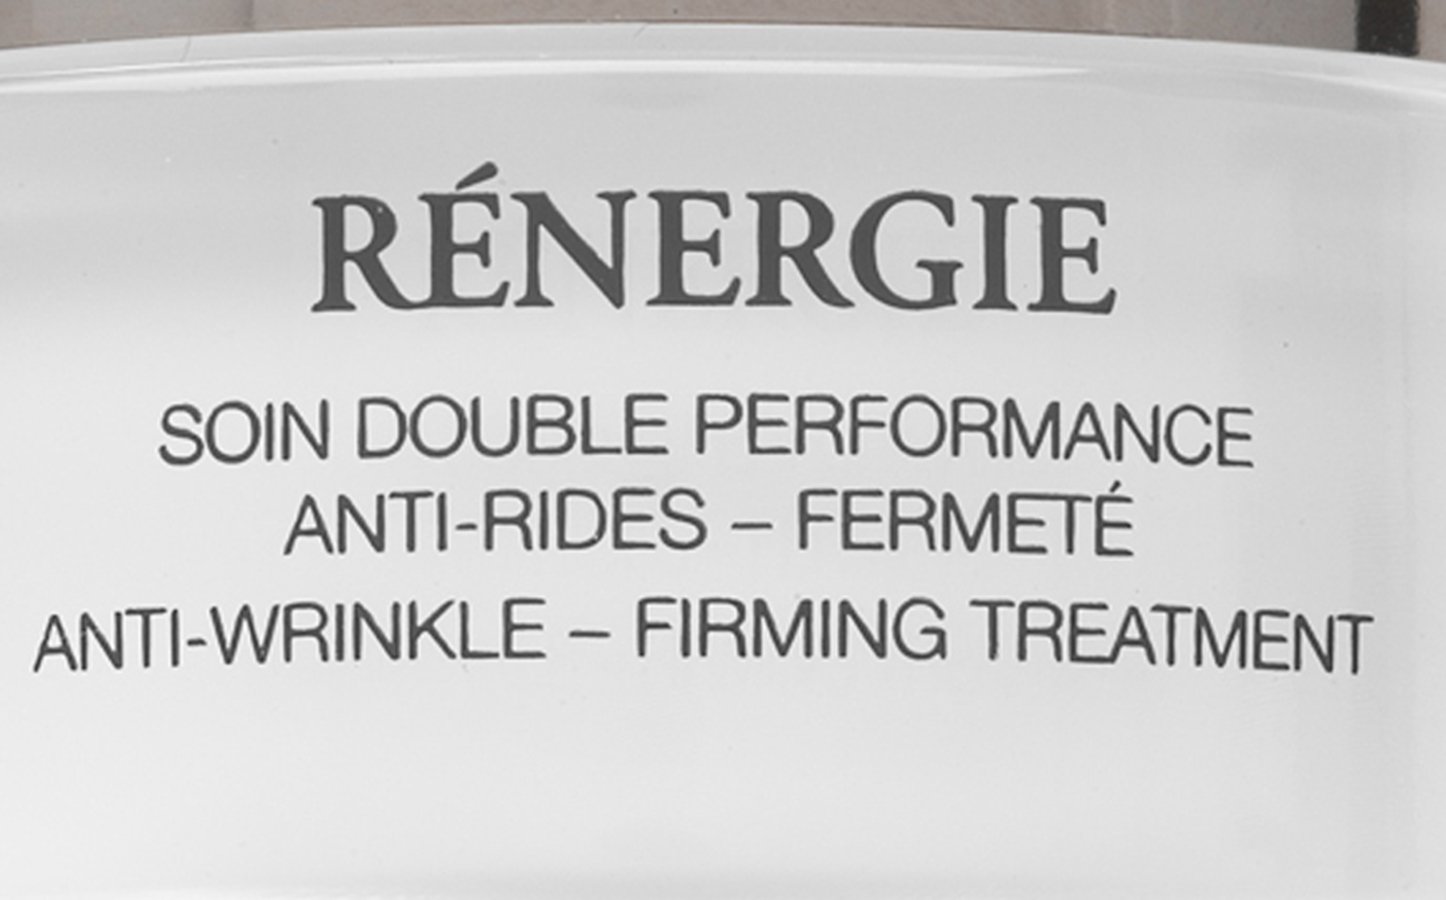 RÉNERGIE
SOIN DOUBLE PERFORMANCE
ANTI-RIDES – FERMETÉ
ANTI-WRINKLE – FIRMING TREATMENT